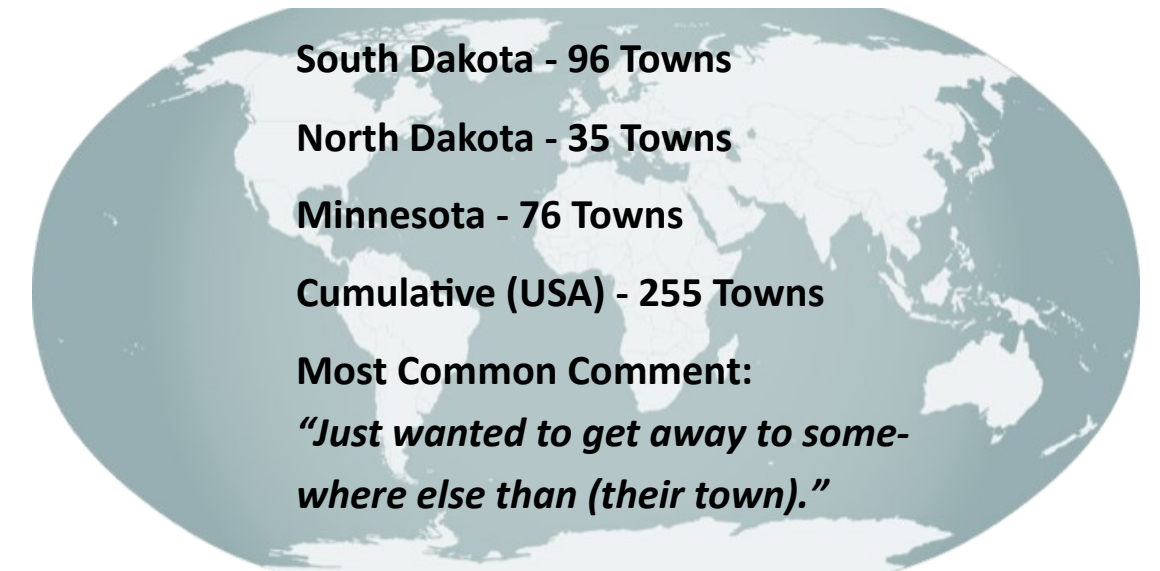 South Dakota - 96 Towns
North Dakota - 35 Towns
Minnesota - 76 Towns
Cumulative (USA) - 255 Towns
Most Common Comment:
“Just wanted to get away to some-
where else than (their town).”